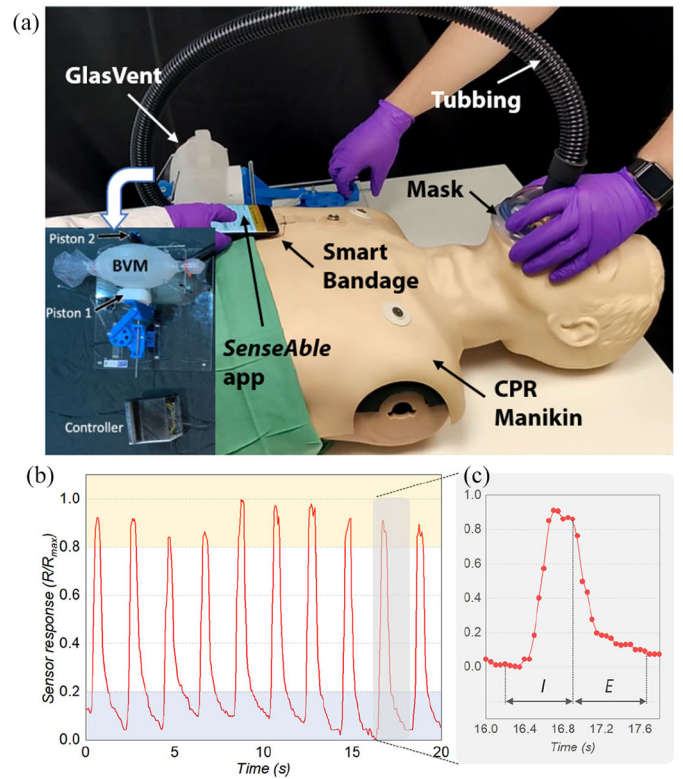 (a)
GlasVent
Tubbing
Mask
Piston 2
BVM
Piston 1
Smart
Bandage
SenseAble
app
CPR
Manikin
Controller
(b)
(c)
Sensor response (R/Rmax)
1.0
0.8
0.6
0.4
0.2
0.0
0
5
10
15
20
Time (s)
1.0
0.8
0.6
0.4
0.2
0.0
I
E
16.0
16.4
16.8
17.2
17.6
Time (s)